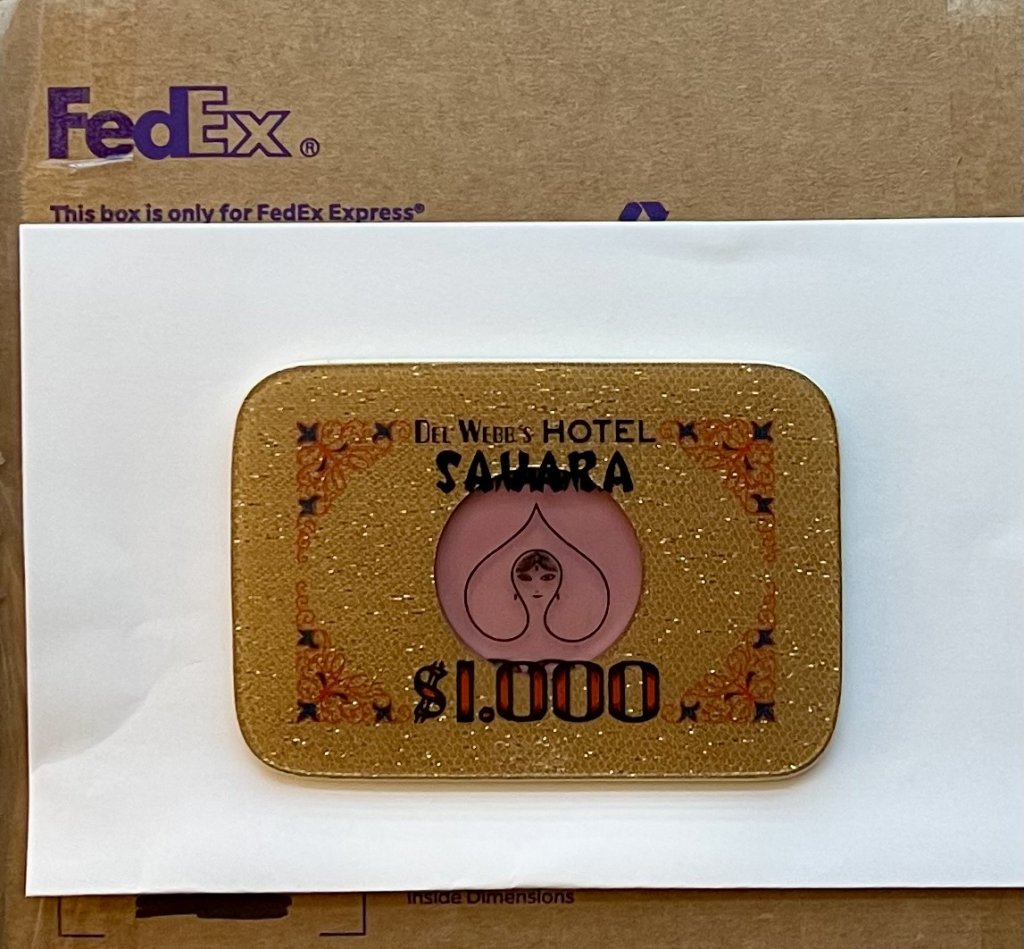 FedEx®
This box is only for FedEx Express®
DEL WEBB'S HOTEL
SAHARA
$1.000
Inside Dimensions